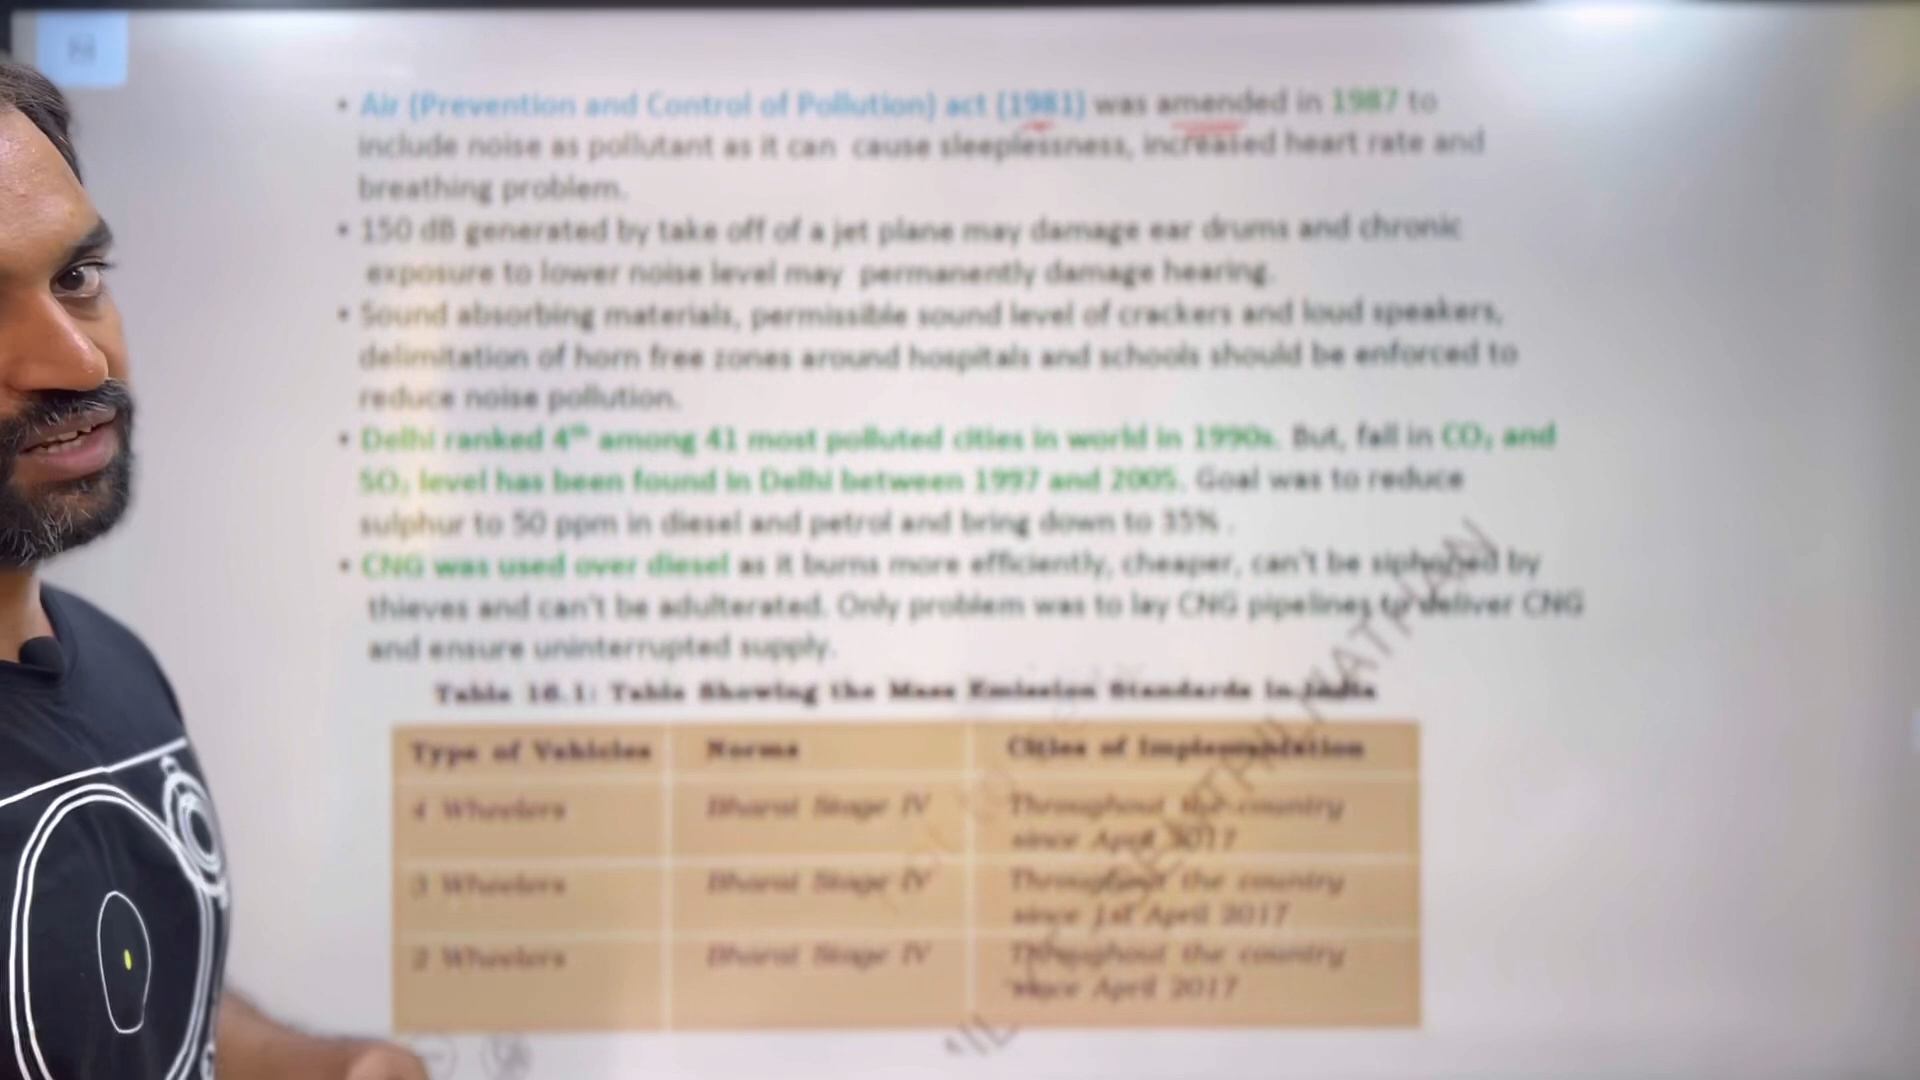 • Air (Prevention and Control of Pollution) act (1981) was amended in 1987 to
include noise as pollutant as it can cause sleeplessness, increased heart rate and
breathing problem.
• 150 dB generated by take off of a jet plane may damage ear drums and chronic
exposure to lower noise level may permanently damage hearing.
• Sound absorbing materials, permissible sound level of crackers and loud speakers,
delimitation of horn free zones around hospitals and schools should be enforced to
reduce noise pollution.
• Delhi ranked 4th among 41 most polluted cities in world in 1990s. But, fall in CO₂ and
SO₂ level has been found in Delhi between 1997 and 2005. Goal was to reduce
sulphur to 50 ppm in diesel and petrol and bring down to 35% .
• CNG was used over diesel as it burns more efficiently, cheaper, can't be siphoned by
thieves and can't be adulterated. Only problem was to lay CNG pipelines to deliver CNG
and ensure uninterrupted supply.
Table 16.1: Table Showing the Mass Emission Standards in India
Type of Vehicles Norms Cities of Implementation
4 Wheelers Bharat Stage IV Throughout the country
since April 2017
3 Wheelers Bharat Stage IV Throughout the country
since 1st April 2017
2 Wheelers Bharat Stage IV Throughout the country
since April 2017